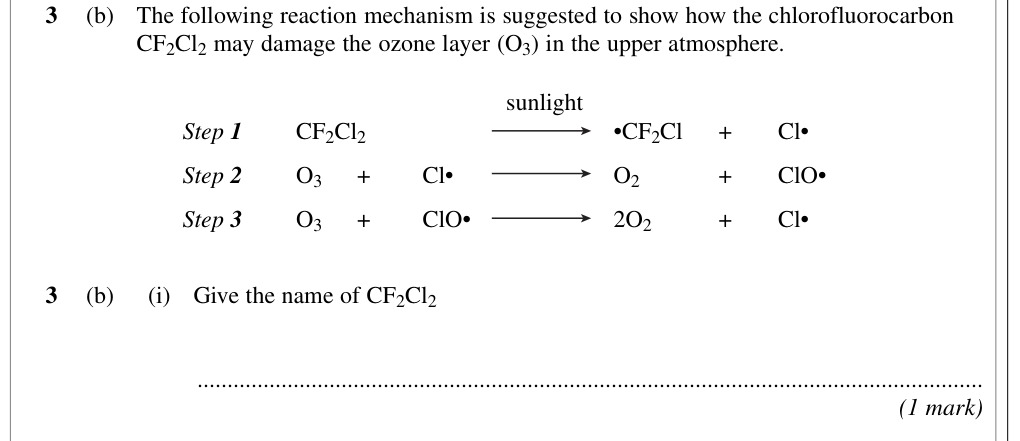 3 (b) The following reaction mechanism is suggested to show how the chlorofluorocarbon
CF₂Cl₂ may damage the ozone layer (O₃) in the upper atmosphere.
sunlight
Step 1 CF₂Cl₂ ⟶ •CF₂Cl + Cl•
Step 2 O₃ + Cl• ⟶ O₂ + ClO•
Step 3 O₃ + ClO• ⟶ 2O₂ + Cl•
3 (b) (i) Give the name of CF₂Cl₂
....................................................................................................................................
(1 mark)